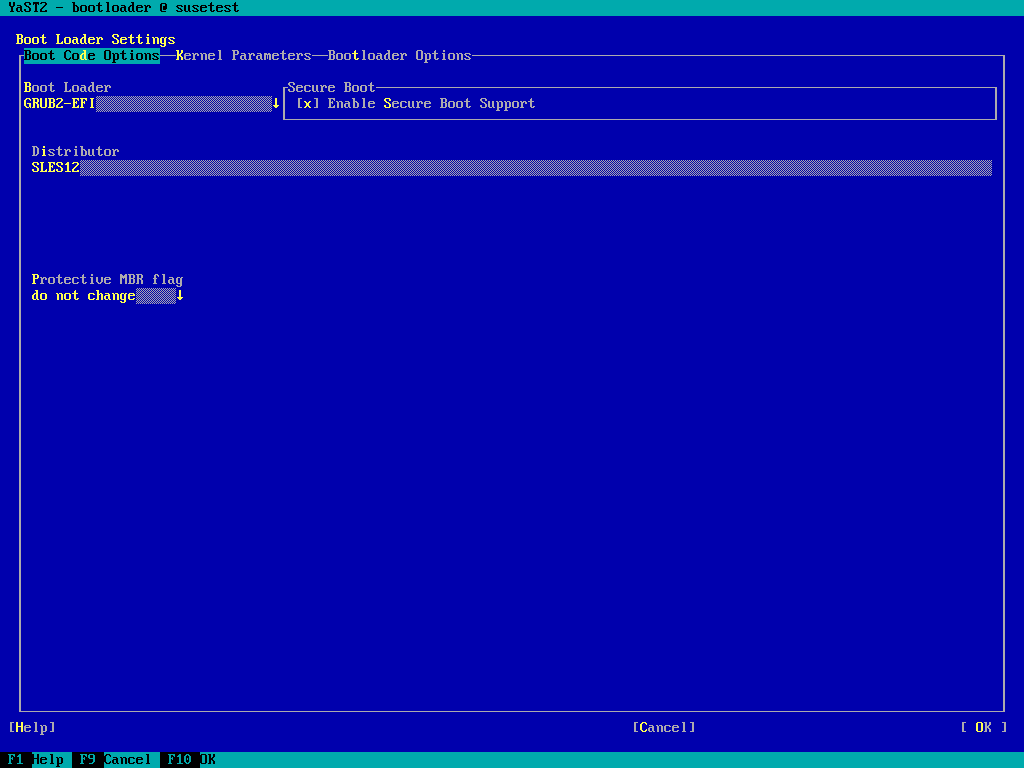 YaST2 - bootloader @ susetest
Boot Loader Settings
Boot Code Options Kernel Parameters Bootloader Options
Boot Loader
GRUB2-EFI ↓
Secure Boot
[x] Enable Secure Boot Support
Distributor
SLES12
Protective MBR flag
do not change ↓
[Help] [Cancel] [ OK ]
F1 Help F9 Cancel F10 OK